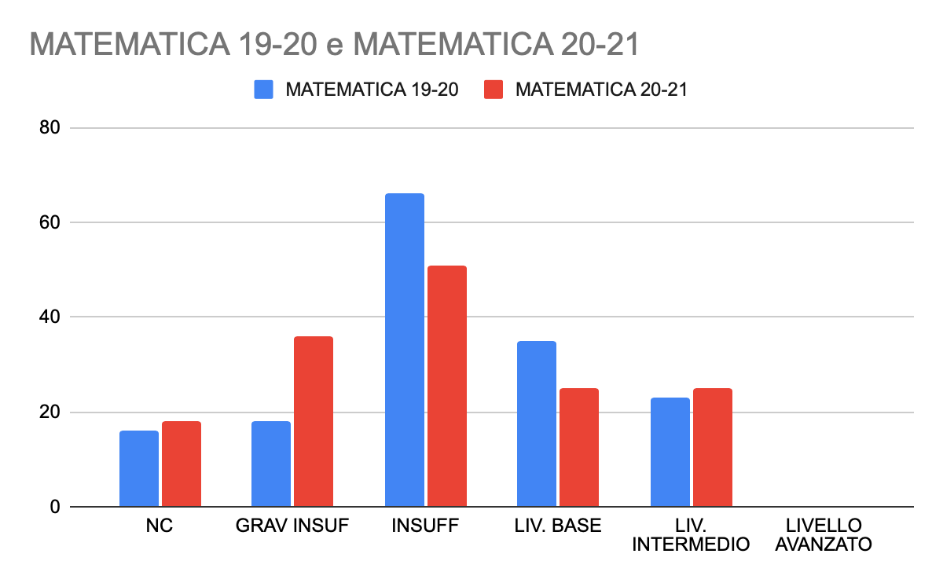 MATEMATICA 19-20 e MATEMATICA 20-21
MATEMATICA 19-20
MATEMATICA 20-21
80
60
40
20
0
NC
GRAV INSUF
INSUFF
LIV. BASE
LIV.
INTERMEDIO
LIVELLO
AVANZATO